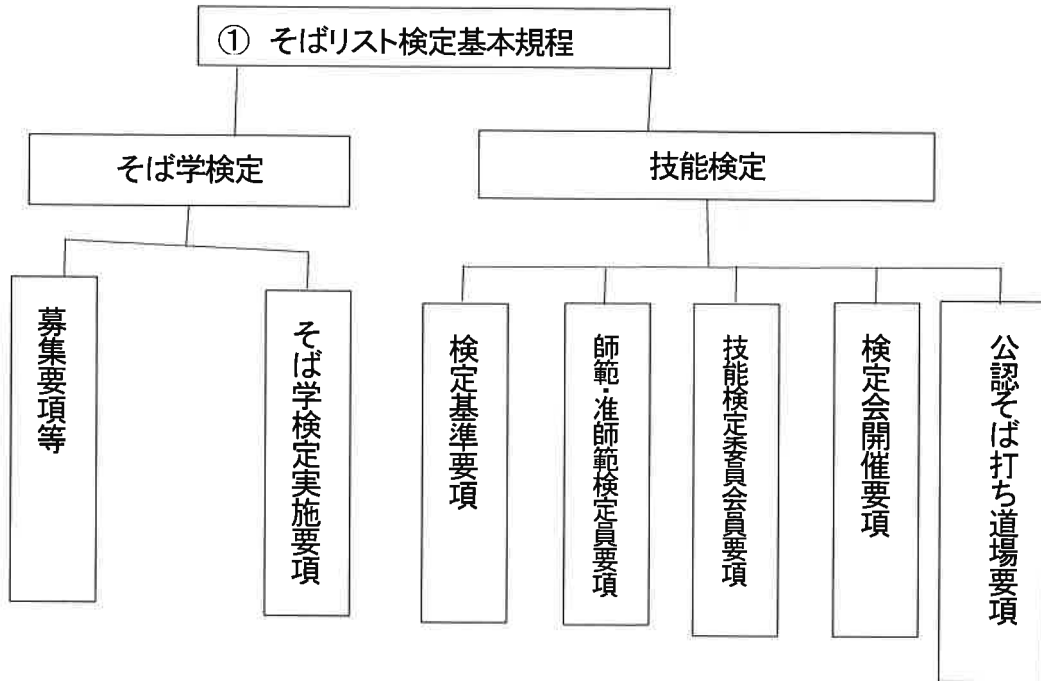 ① そばリスト検定基本規程
そば学検定
技能検定
募集要項等
そば学検定実施要項
検定基準要項
師範・准師範検定員要項
技能検定委員会員要項
検定会開催要項
公認そば打ち道場要項